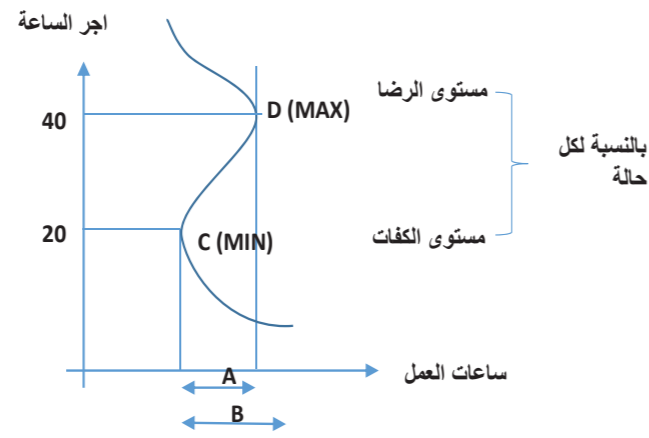 اجر الساعة
40
D (MAX)
مستوى الرضا
بالنسبة لكل
حالة
20
C (MIN)
مستوى الكفات
ساعات العمل
A
B